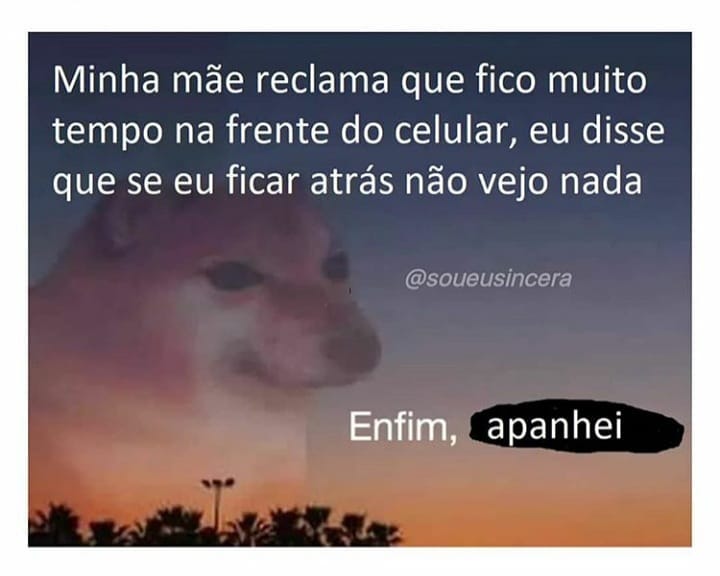 Minha mãe reclama que fico muito
tempo na frente do celular, eu disse
que se eu ficar atrás não vejo nada
@soueusincera
Enfim, apanhei